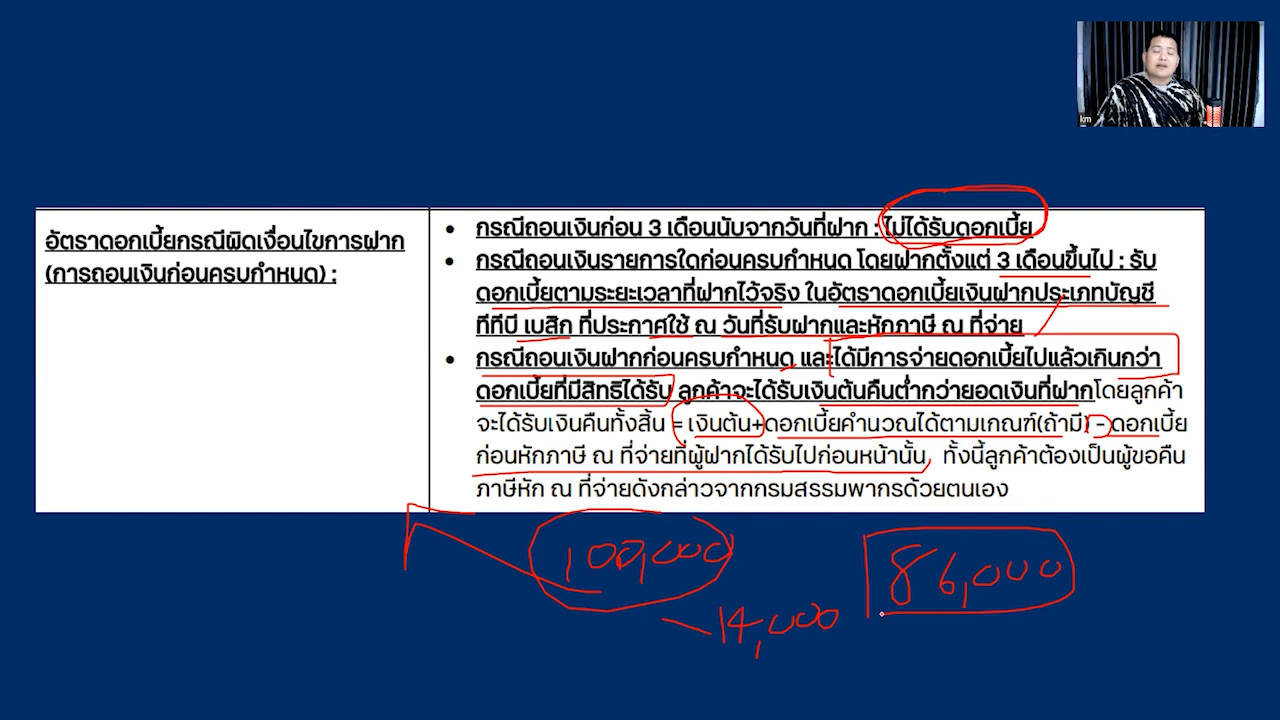 km
อัตราดอกเบี้ยกรณีผิดเงื่อนไขการฝาก
(การถอนเงินก่อนครบกำหนด) :
• กรณีถอนเงินก่อน 3 เดือนนับจากวันที่ฝาก : ไม่ได้รับดอกเบี้ย
• กรณีถอนเงินรายการใดก่อนครบกำหนด โดยฝากตั้งแต่ 3 เดือนขึ้นไป : รับ
ดอกเบี้ยตามระยะเวลาที่ฝากไว้จริง ในอัตราดอกเบี้ยเงินฝากประเภทบัญชี
ทีทีบี เบสิก ที่ประกาศใช้ ณ วันที่รับฝากและหักภาษี ณ ที่จ่าย
• กรณีถอนเงินฝากก่อนครบกำหนด และได้มีการจ่ายดอกเบี้ยไปแล้วเกินกว่า
ดอกเบี้ยที่มีสิทธิได้รับ ลูกค้าจะได้รับเงินต้นคืนต่ำกว่ายอดเงินที่ฝากโดยลูกค้า
จะได้รับเงินคืนทั้งสิ้น = เงินต้น+ดอกเบี้ยคำนวณได้ตามเกณฑ์(ถ้ามี) - ดอกเบี้ย
ก่อนหักภาษี ณ ที่จ่ายที่ผู้ฝากได้รับไปก่อนหน้านั้น ทั้งนี้ลูกค้าต้องเป็นผู้ขอคืน
ภาษีหัก ณ ที่จ่ายดังกล่าวจากกรมสรรพากรด้วยตนเอง
100,000
-14,000
86,000